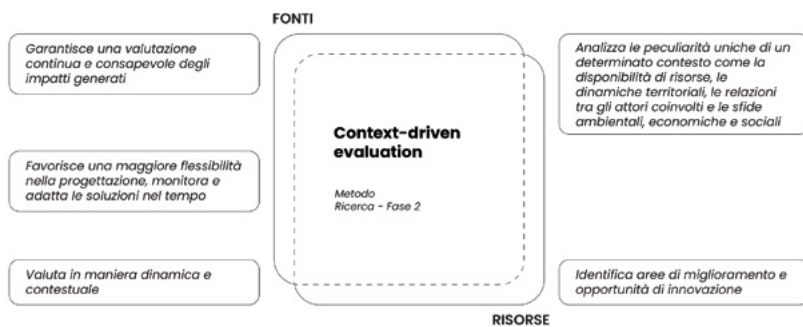 FONTI
Garantisce una valutazione
continua e consapevole degli
impatti generati
Favorisce una maggiore flessibilità
nella progettazione, monitora e
adatta le soluzioni nel tempo
Valuta in maniera dinamica e
contestuale
Context-driven
evaluation
Metodo
Ricerca - Fase 2
Analizza le peculiarità uniche di un
determinato contesto come la
disponibilità di risorse, le
dinamiche territoriali, le relazioni
tra gli attori coinvolti e le sfide
ambientali, economiche e sociali
Identifica aree di miglioramento e
opportunità di innovazione
RISORSE